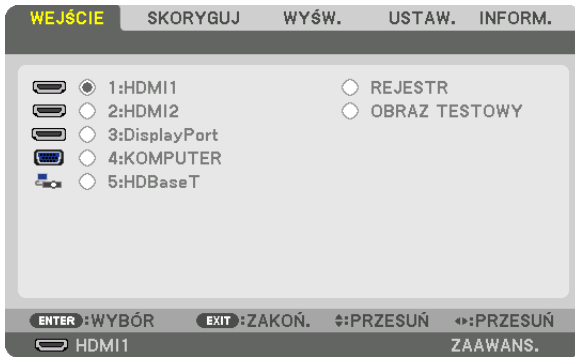 WEJŚCIE SKORYGUJ WYŚW. USTAW. INFORM.
1:HDMI1 REJESTR
2:HDMI2 OBRAZ TESTOWY
3:DisplayPort
4:KOMPUTER
5:HDBaseT
ENTER :WYBÓR EXIT :ZAKOŃ. :PRZESUŃ :PRZESUŃ
HDMI1 ZAAWANS.